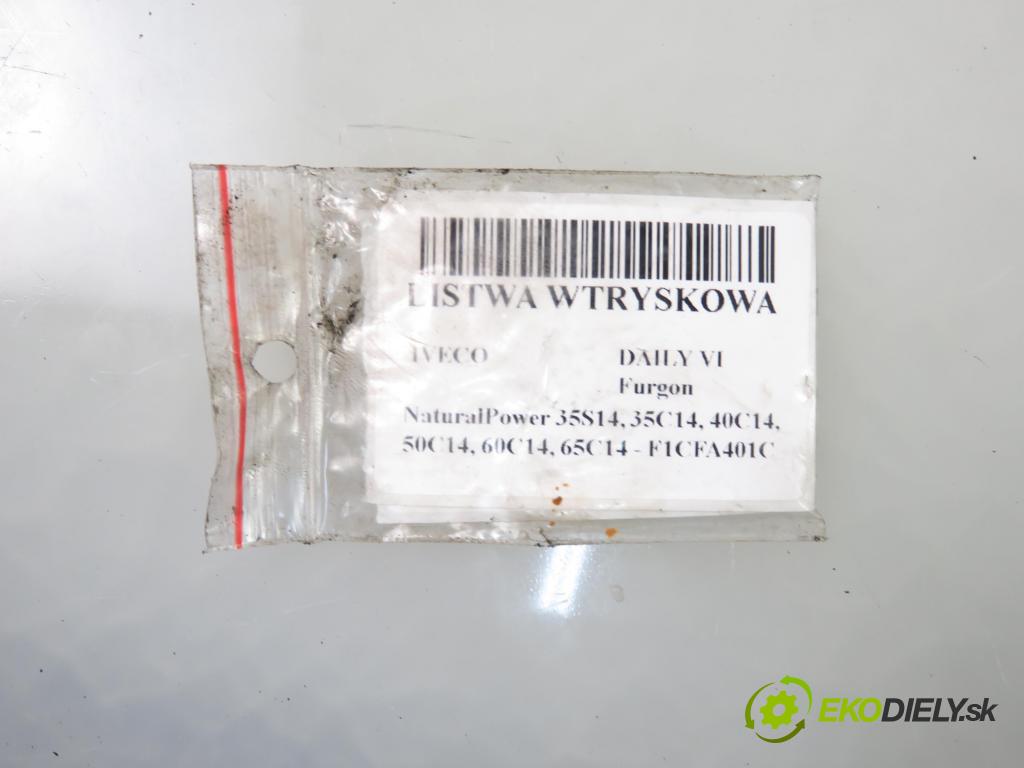 LISTWA WTRYSKOWA
IVECO DAILY VI
Furgon
NaturalPower 35S14, 35C14, 40C14,
50C14, 60C14, 65C14 - F1CFA401C
EKODIELY.sk